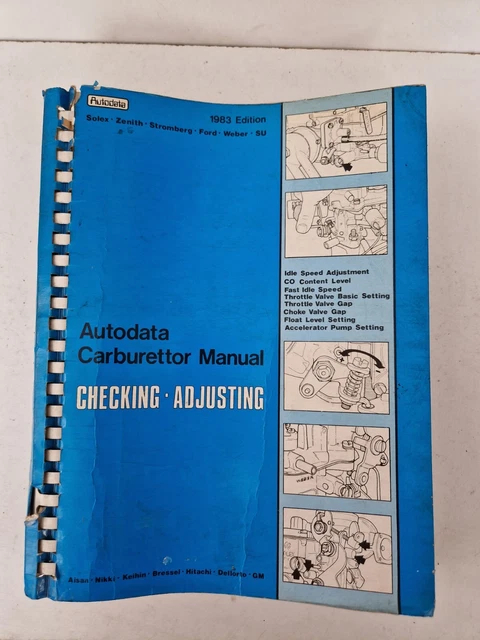 Autodata
1983 Edition
Solex · Zenith · Stromberg · Ford · Weber · SU
Idle Speed Adjustment
CO Content Level
Fast Idle Speed
Throttle Valve Basic Setting
Throttle Valve Gap
Choke Valve Gap
Float Level Setting
Accelerator Pump Setting
Autodata
Carburettor Manual
CHECKING · ADJUSTING
WEBER
Aisan · Nikki · Keihin · Bressel · Hitachi · Dellorto · GM